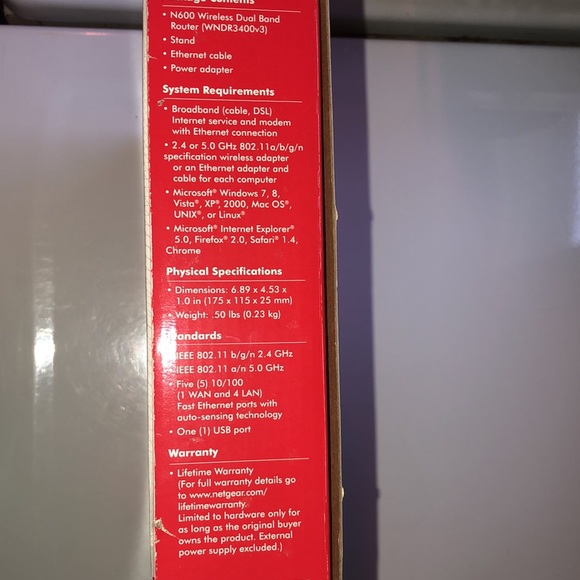 Contents
• N600 Wireless Dual Band
Router (WNDR3400v3)
• Stand
• Ethernet cable
• Power adapter
System Requirements
• Broadband (cable, DSL)
Internet service and modem
with Ethernet connection
• 2.4 or 5.0 GHz 802.11a/b/g/n
specification wireless adapter
or an Ethernet adapter and
cable for each computer
• Microsoft® Windows 7, 8,
Vista®, XP®, 2000, Mac OS®,
UNIX®, or Linux®
• Microsoft® Internet Explorer®
5.0, Firefox® 2.0, Safari® 1.4,
Chrome
Physical Specifications
• Dimensions: 6.89 x 4.53 x
1.0 in (175 x 115 x 25 mm)
• Weight: .50 lbs (0.23 kg)
andards
IEEE 802.11 b/g/n 2.4 GHz
IEEE 802.11 a/n 5.0 GHz
• Five (5) 10/100
(1 WAN and 4 LAN)
Fast Ethernet ports with
auto-sensing technology
• One (1) USB port
Warranty
• Lifetime Warranty
(For full warranty details go
to www.netgear.com/
lifetimewarranty.
Limited to hardware only for
as long as the original buyer
owns the product. External
power supply excluded.)